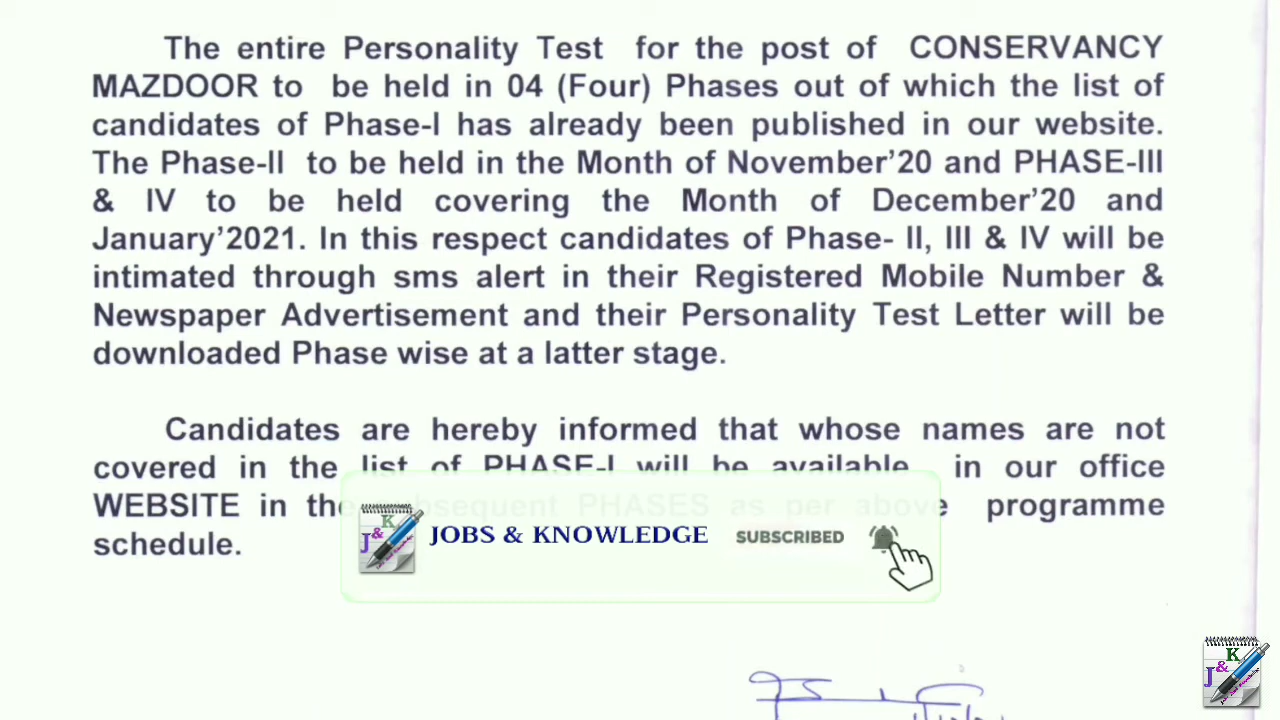 The entire Personality Test for the post of CONSERVANCY
MAZDOOR to be held in 04 (Four) Phases out of which the list of
candidates of Phase-I has already been published in our website.
The Phase-II to be held in the Month of November'20 and PHASE-III
& IV to be held covering the Month of December'20 and
January'2021. In this respect candidates of Phase- II, III & IV will be
intimated through sms alert in their Registered Mobile Number &
Newspaper Advertisement and their Personality Test Letter will be
downloaded Phase wise at a latter stage.
Candidates are hereby informed that whose names are not
covered in the list of PHASE-I will be available in our office
WEBSITE in the subsequent PHASES as per above programme
schedule.
J&K
JOBS & KNOWLEDGE
SUBSCRIBED
J&K